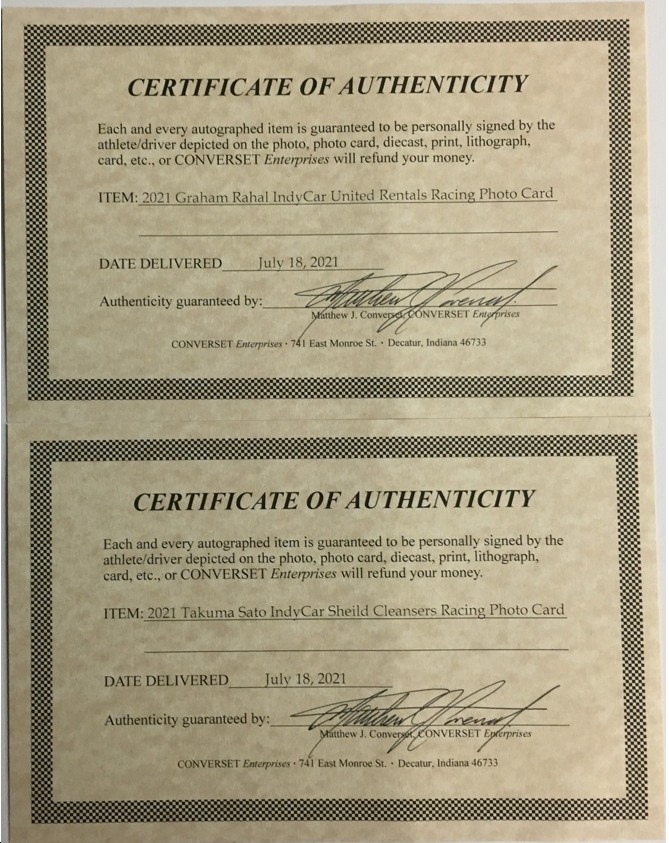 CERTIFICATE OF AUTHENTICITY
Each and every autographed item is guaranteed to be personally signed by the
athlete/driver depicted on the photo, photo card, diecast, print, lithograph,
card, etc., or CONVERSET Enterprises will refund your money.
ITEM: 2021 Graham Rahal IndyCar United Rentals Racing Photo Card
DATE DELIVERED July 18, 2021
Authenticity guaranteed by:
Matthew J. Converset, CONVERSET Enterprises
CONVERSET Enterprises · 741 East Monroe St. · Decatur, Indiana 46733
CERTIFICATE OF AUTHENTICITY
Each and every autographed item is guaranteed to be personally signed by the
athlete/driver depicted on the photo, photo card, diecast, print, lithograph,
card, etc., or CONVERSET Enterprises will refund your money.
ITEM: 2021 Takuma Sato IndyCar Sheild Cleansers Racing Photo Card
DATE DELIVERED July 18, 2021
Authenticity guaranteed by:
Matthew J. Converset, CONVERSET Enterprises
CONVERSET Enterprises · 741 East Monroe St. · Decatur, Indiana 46733